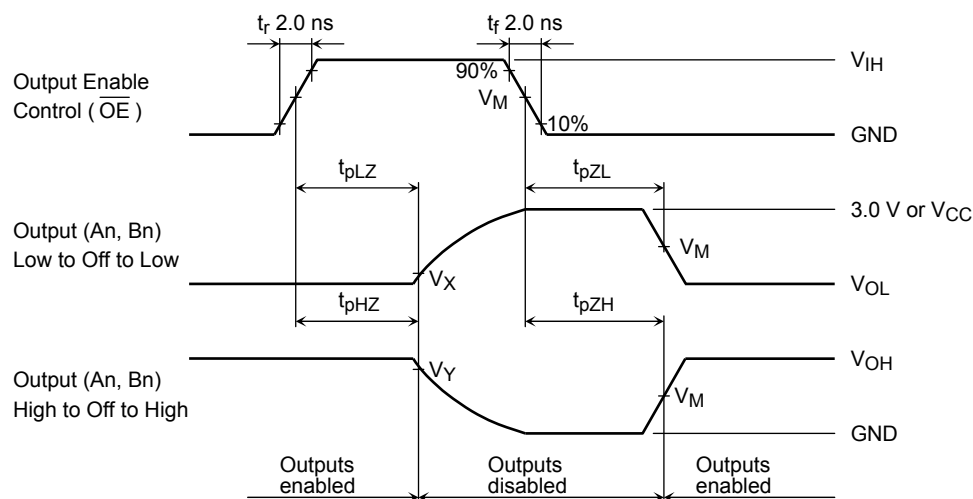 tr 2.0 ns
tf 2.0 ns
Output Enable
Control ( OE )
90%
VM
10%
VIH
GND
tpLZ
tpZL
Output (An, Bn)
Low to Off to Low
VX
VM
3.0 V or VCC
VOL
tpHZ
tpZH
Output (An, Bn)
High to Off to High
VY
VM
VOH
GND
Outputs
enabled
Outputs
disabled
Outputs
enabled